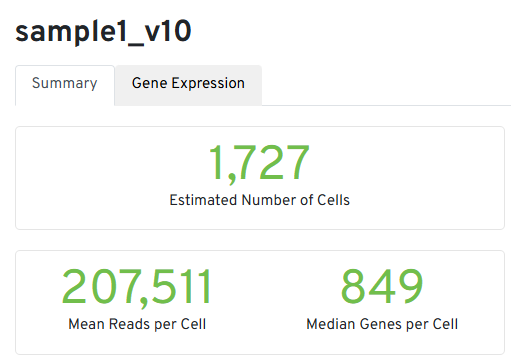 sample1_v10
Summary Gene Expression
1,727
Estimated Number of Cells
207,511 849
Mean Reads per Cell Median Genes per Cell